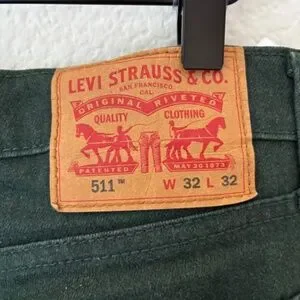 LEVI STRAUSS & CO.
SAN FRANCISCO
CAL.
ORIGINAL RIVETED
QUALITY CLOTHING
PATENTED MAY 20 1873
511™ W 32 L 32